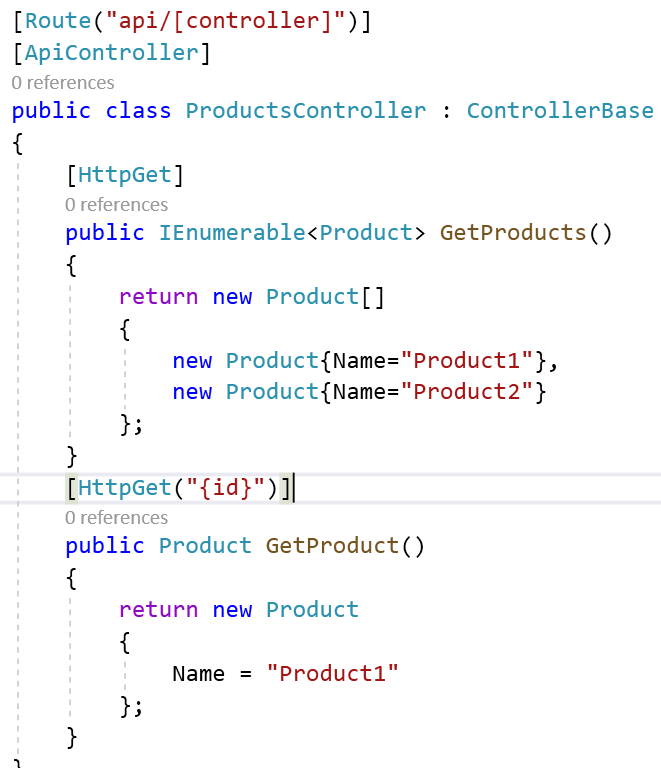 [Route("api/[controller]")]
[ApiController]
0 references
public class ProductsController : ControllerBase
{
[HttpGet]
0 references
public IEnumerable<Product> GetProducts()
{
return new Product[]
{
new Product{Name="Product1"},
new Product{Name="Product2"}
};
}
[HttpGet("{id}")]
0 references
public Product GetProduct()
{
return new Product
{
Name = "Product1"
};
}
}